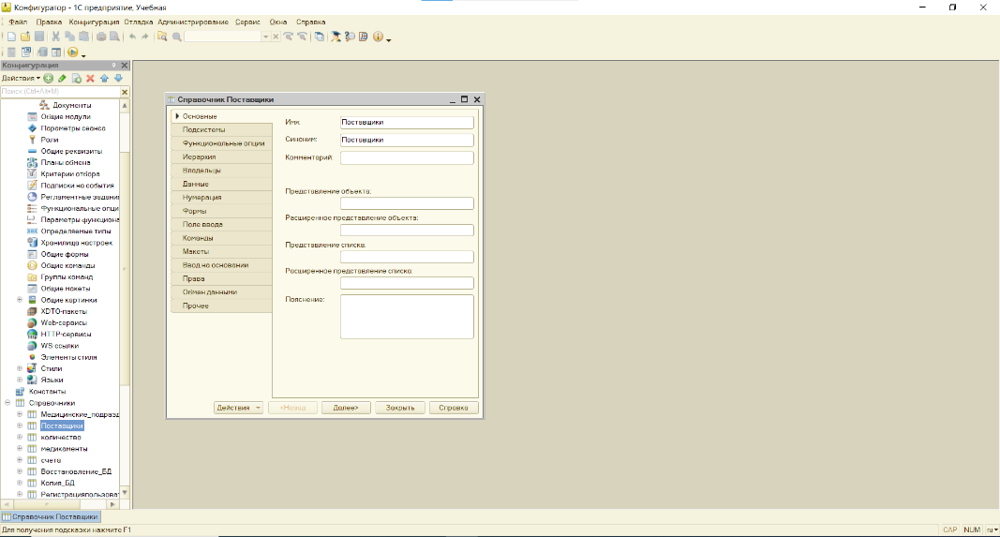 Конфигуратор - 1С предприятие, Учебная
Файл Правка Конфигурация Отладка Администрирование Сервис Окна Справка
Конфигурация
Действия
Поиск (Ctrl+Alt+M)
Документы
Общие модули
Параметры сеанса
Роли
Общие реквизиты
Планы обмена
Критерии отбора
Подписки на события
Регламентные задани
Функциональные опци
Параметры функциона
Определяемые типы
Хранилища настроек
Общие формы
Общие команды
Группы команд
Общие макеты
Общие картинки
XDTO-пакеты
Web-сервисы
HTTP-сервисы
WS-ссылки
Элементы стиля
Стили
Языки
Константы
Справочники
Медицинские_подразд
Поставщики
количество
медикаменты
счета
Восстановление_БД
Копия_БД
Регистрацияпользова
Справочник Поставщики
Основные
Подсистемы
Функциональные опции
Иерархия
Владельцы
Данные
Нумерация
Формы
Поле ввода
Команды
Макеты
Ввод на основании
Права
Обмен данными
Прочее
Имя: Поставщики
Синоним: Поставщики
Комментарий:
Представление объекта:
Расширенное представление объекта:
Представление списка:
Расширенное представление списка:
Пояснение:
Действия <Назад Далее> Закрыть Справка
Справочник Поставщики
Для получения подсказки нажмите F1
CAP NUM ru